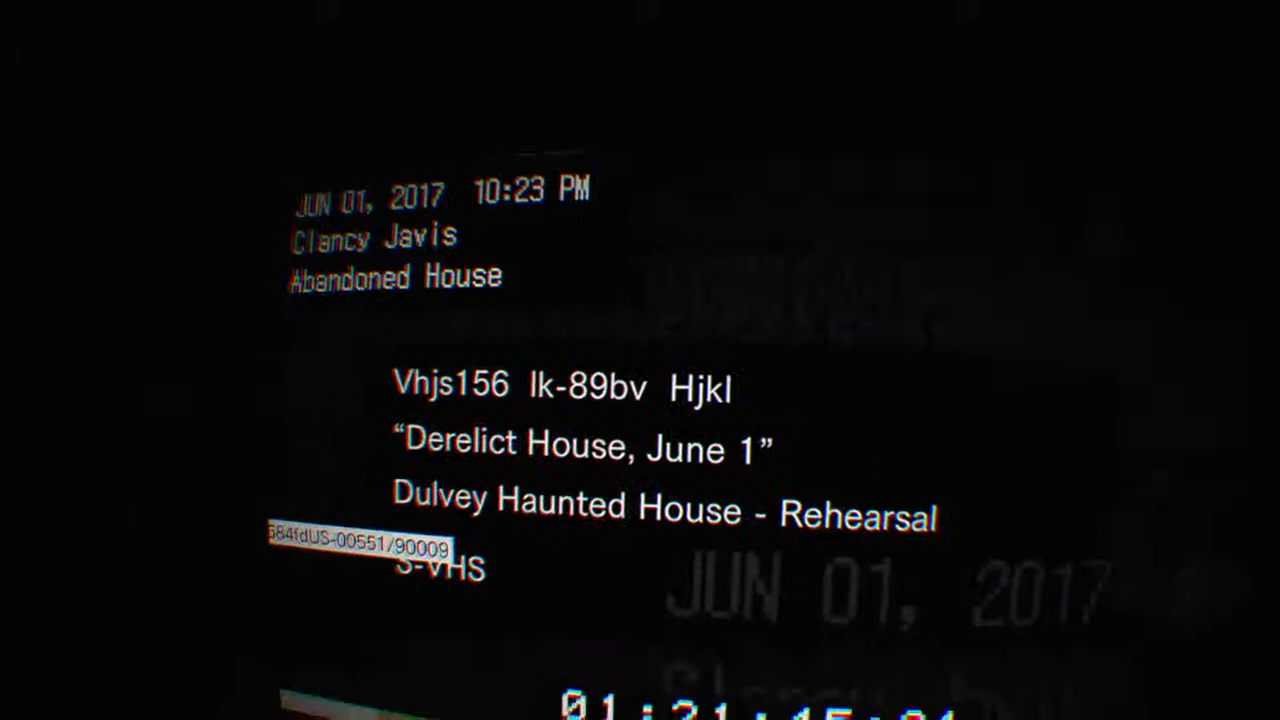 JUN 01, 2017 10:23 PM
Clancy Javis
Abandoned House
Vhjs156 lk-89bv Hjkl
“Derelict House, June 1”
Dulvey Haunted House - Rehearsal
584fdUS-00551/90009
S-VHS
JUN 01, 2017